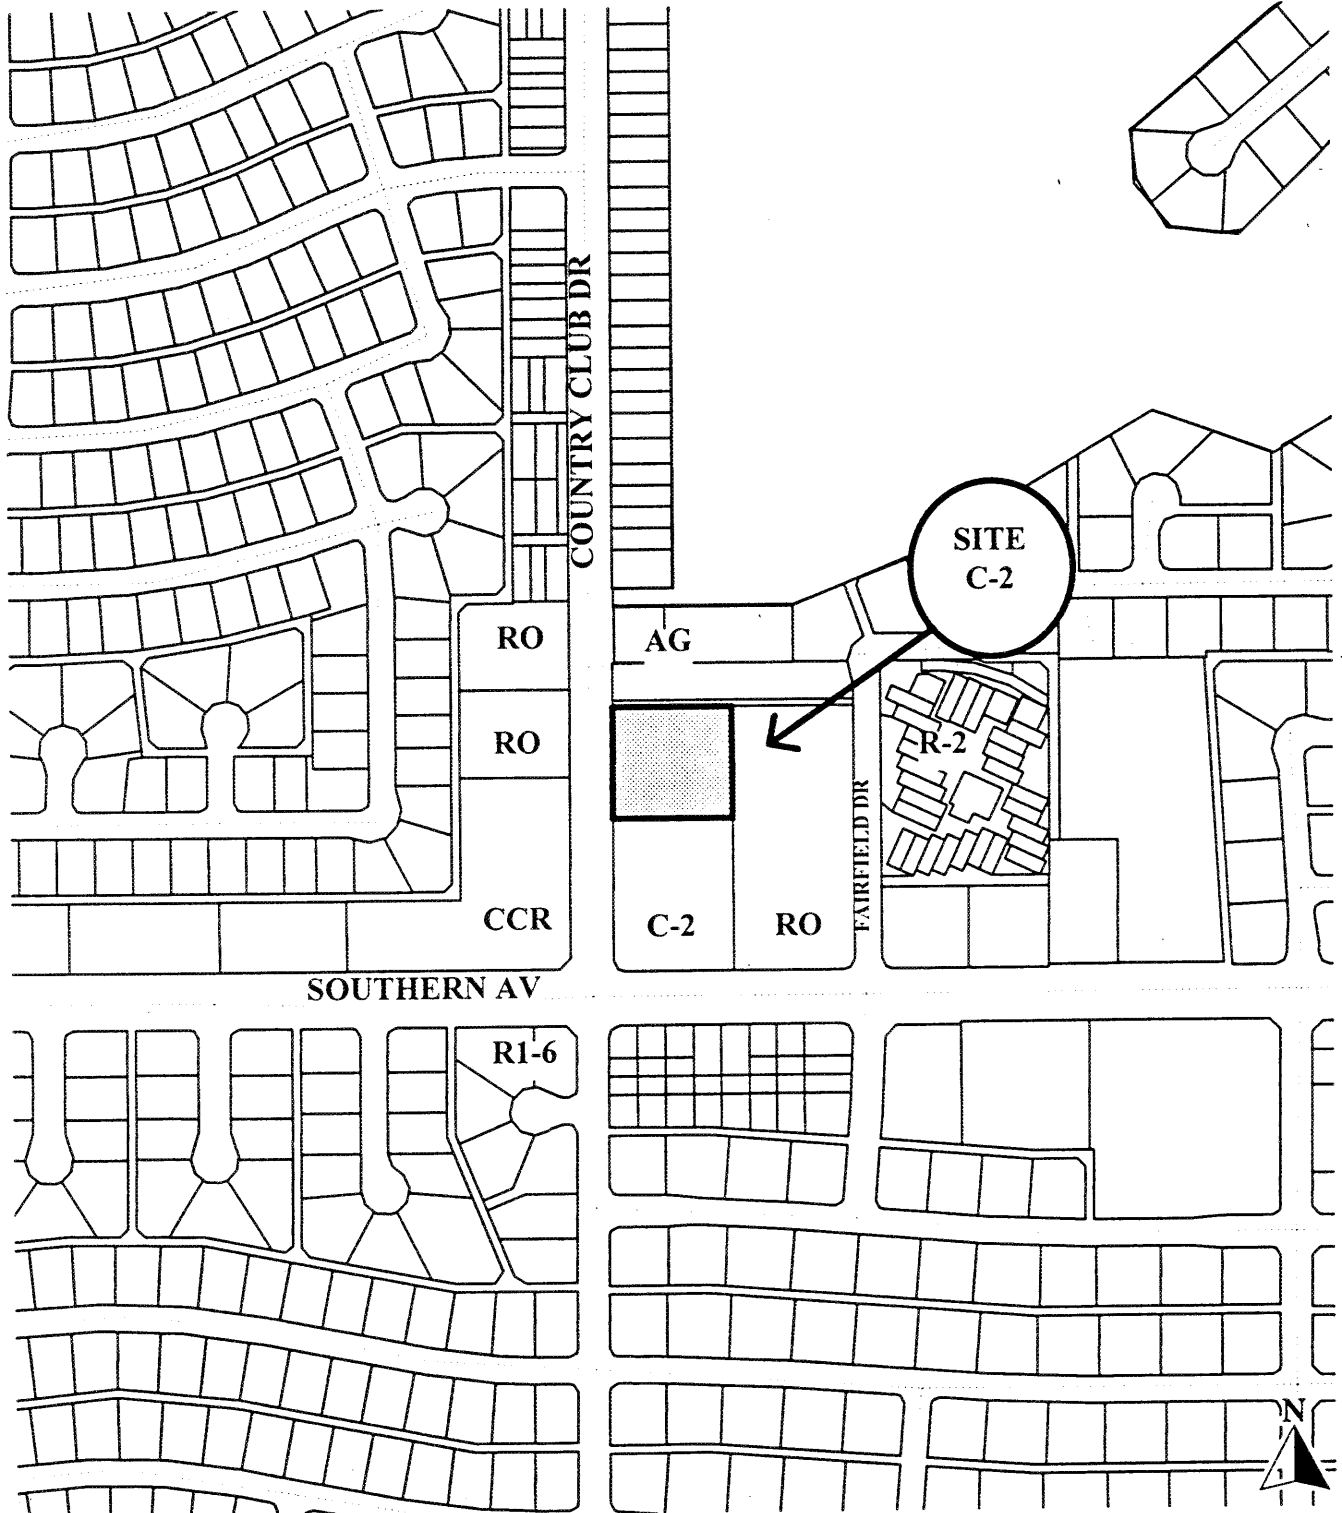 COUNTRY CLUB DR
SITE
C-2
RO
AG
RO
R-2
FAIRFIELD DR
CCR
C-2
RO
SOUTHERN AV
R1-6
N